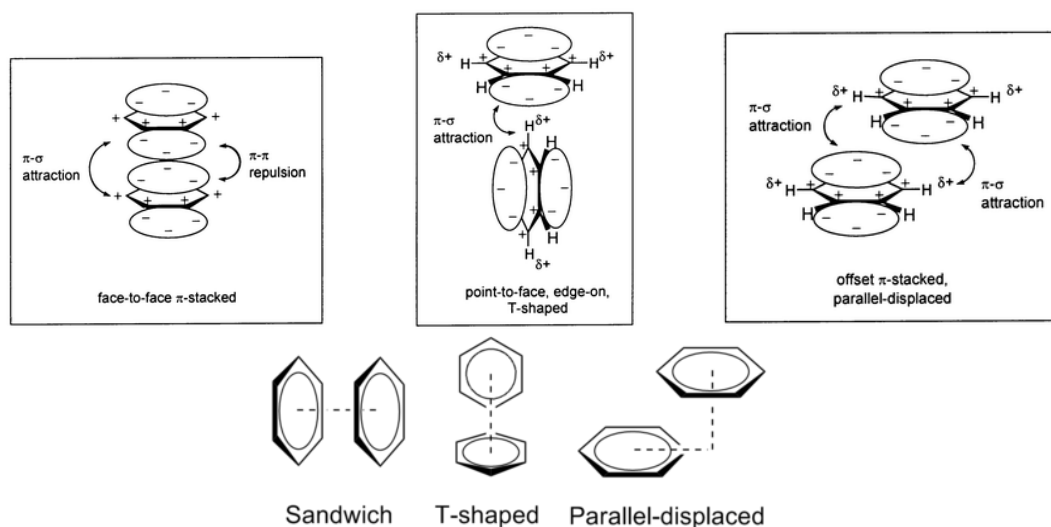 π-σ
attraction
π-π
repulsion
face-to-face π-stacked
δ+
H
H δ+
H
H
π-σ
attraction
δ+
H
H
H
H
δ+
point-to-face, edge-on,
T-shaped
δ+
H
H
δ+
H
H
π-σ
attraction
δ+
H
H
δ+
H
H
π-σ
attraction
offset π-stacked,
parallel-displaced
Sandwich
T-shaped
Parallel-displaced